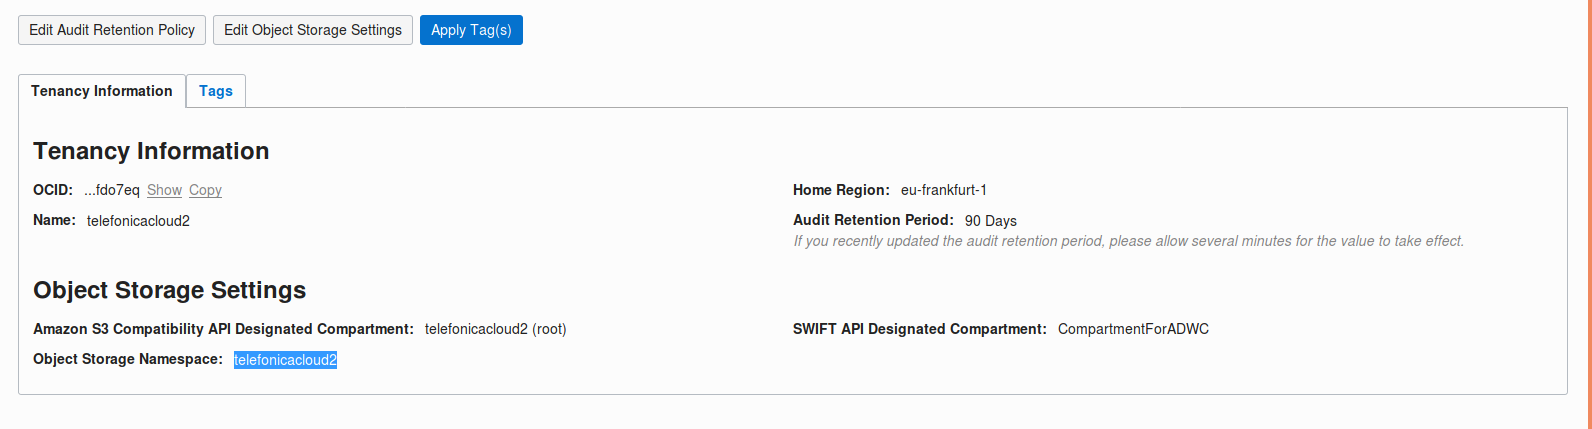 Edit Audit Retention Policy Edit Object Storage Settings Apply Tag(s)
Tenancy Information Tags
Tenancy Information
OCID: ...fdo7eq Show Copy
Home Region: eu-frankfurt-1
Name: telefonicacloud2
Audit Retention Period: 90 Days
If you recently updated the audit retention period, please allow several minutes for the value to take effect.
Object Storage Settings
Amazon S3 Compatibility API Designated Compartment: telefonicacloud2 (root)
SWIFT API Designated Compartment: CompartmentForADWC
Object Storage Namespace: telefonicacloud2